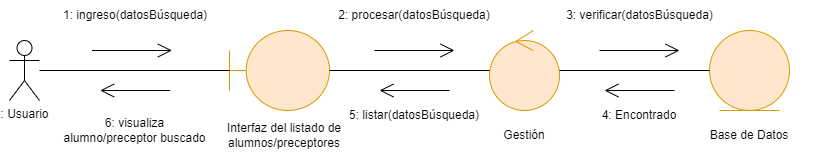 1: ingreso(datosBúsqueda)
2: procesar(datosBúsqueda)
3: verificar(datosBúsqueda)
: Usuario
6: visualiza
alumno/preceptor buscado
Interfaz del listado de
alumnos/preceptores
5: listar(datosBúsqueda)
Gestión
4: Encontrado
Base de Datos